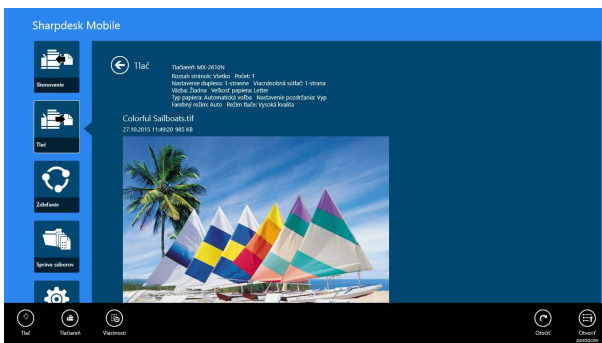 Sharpdesk Mobile
Skenovanie
Tlač
Zdieľanie
Správa súborov
Tlač
Tlačiareň: MX-2610N
Rozsah stránok: Všetko Počet: 1
Nastavenie duplexu: 1-stranne Viacnásobná sútlač: 1-strana
Väzba: Žiadna Veľkosť papiera: Letter
Typ papiera: Automatická voľba Nastavenie pozdržania: Vyp
Farebný režim: Auto Režim tlače: Vysoká kvalita
Colorful Sailboats.tif
27.10.2015 11:49:20 985 KB
Tlač
Tlačiareň
Vlastnosti
Otočiť
Otvoriť
pomocov